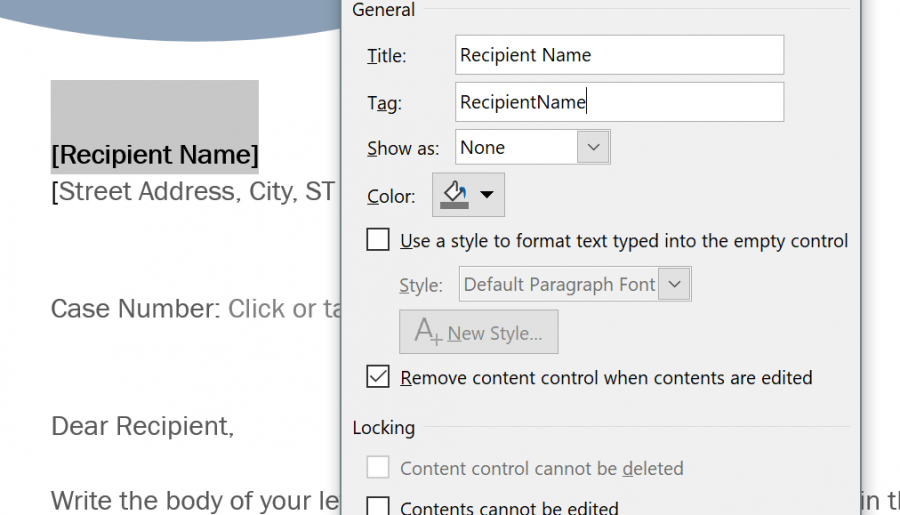 General
Title: Recipient Name
Tag: RecipientName
[Recipient Name]
Show as: None
[Street Address, City, ST
Color:
Use a style to format text typed into the empty control
Style: Default Paragraph Font
Case Number: Click or ta
A+ New Style...
Remove content control when contents are edited
Dear Recipient,
Locking
Content control cannot be deleted
Write the body of your le
in th
Contents cannot be edited